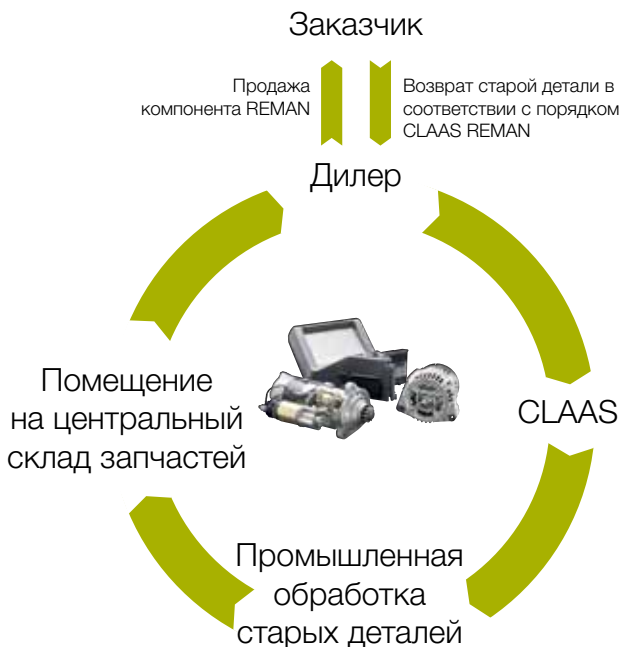 Заказчик
Продажа
компонента REMAN
Возврат старой детали в
соответствии с порядком
CLAAS REMAN
Дилер
Помещение
на центральный
склад запчастей
CLAAS
Промышленная
обработка
старых деталей